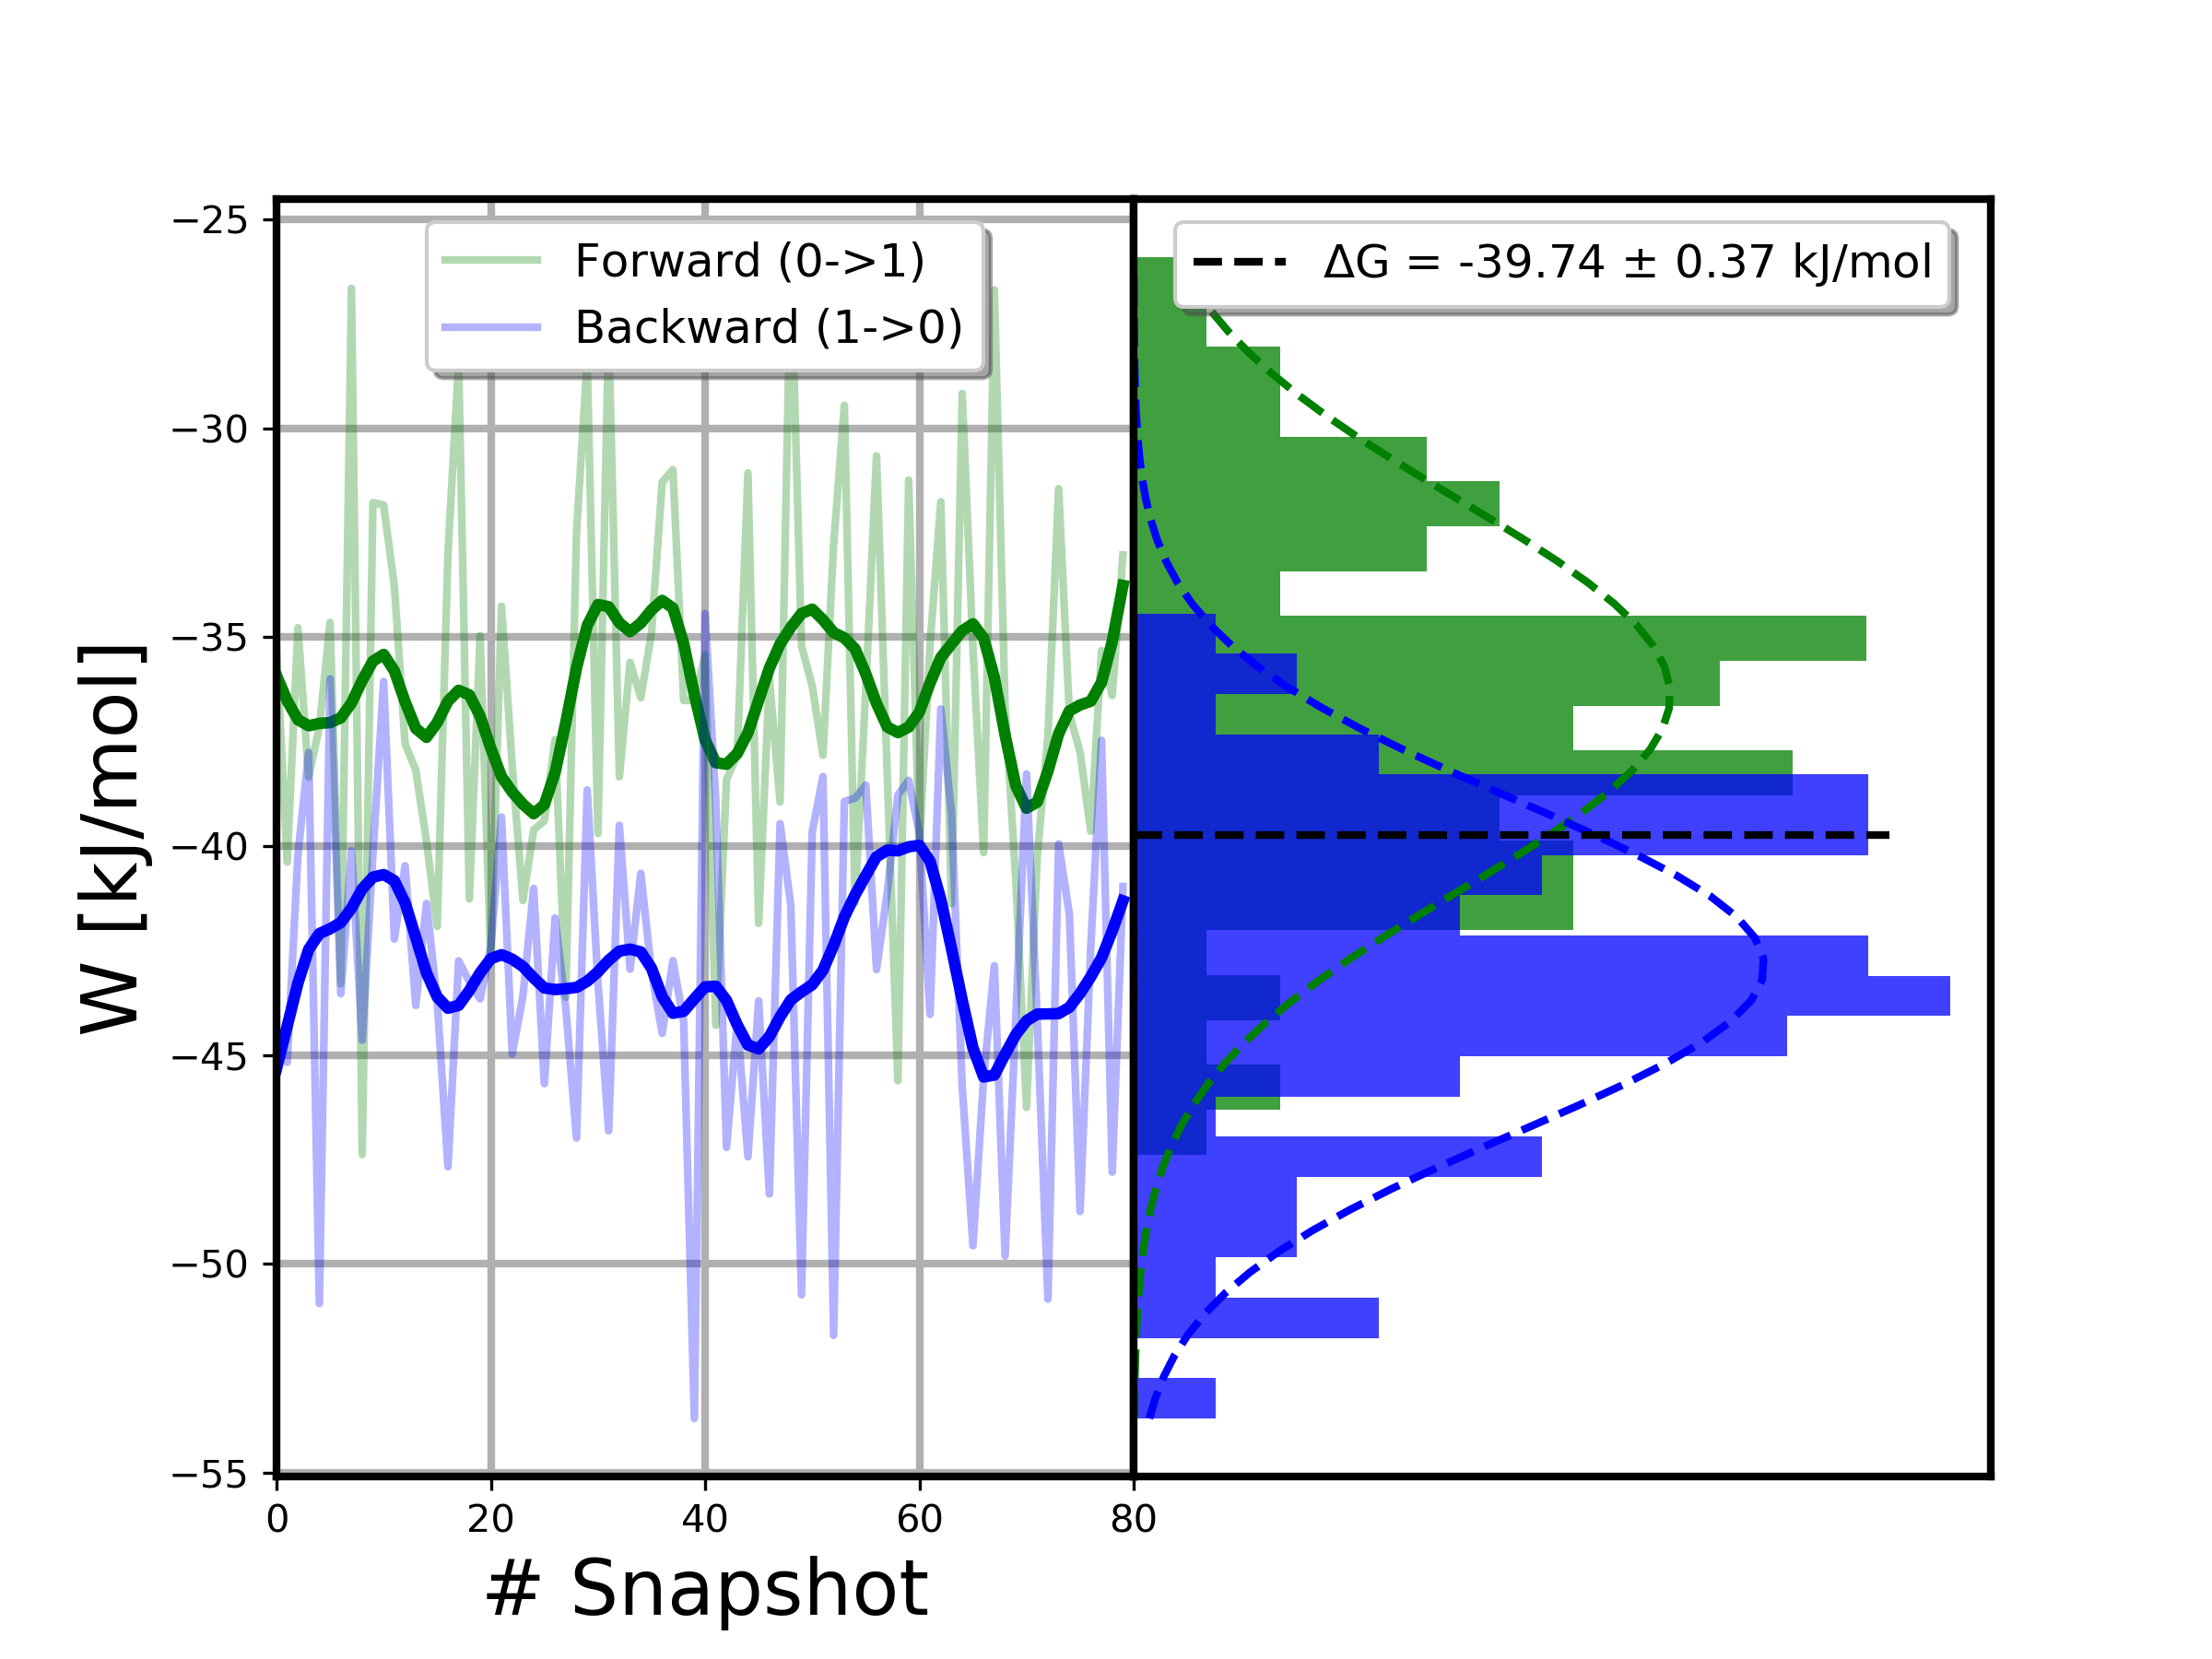 −25
−30
−35
−40
−45
−50
−55
W [kJ/mol]
Forward (0->1)
Backward (1->0)
ΔG = -39.74 ± 0.37 kJ/mol
0 20 40 60 80
# Snapshot